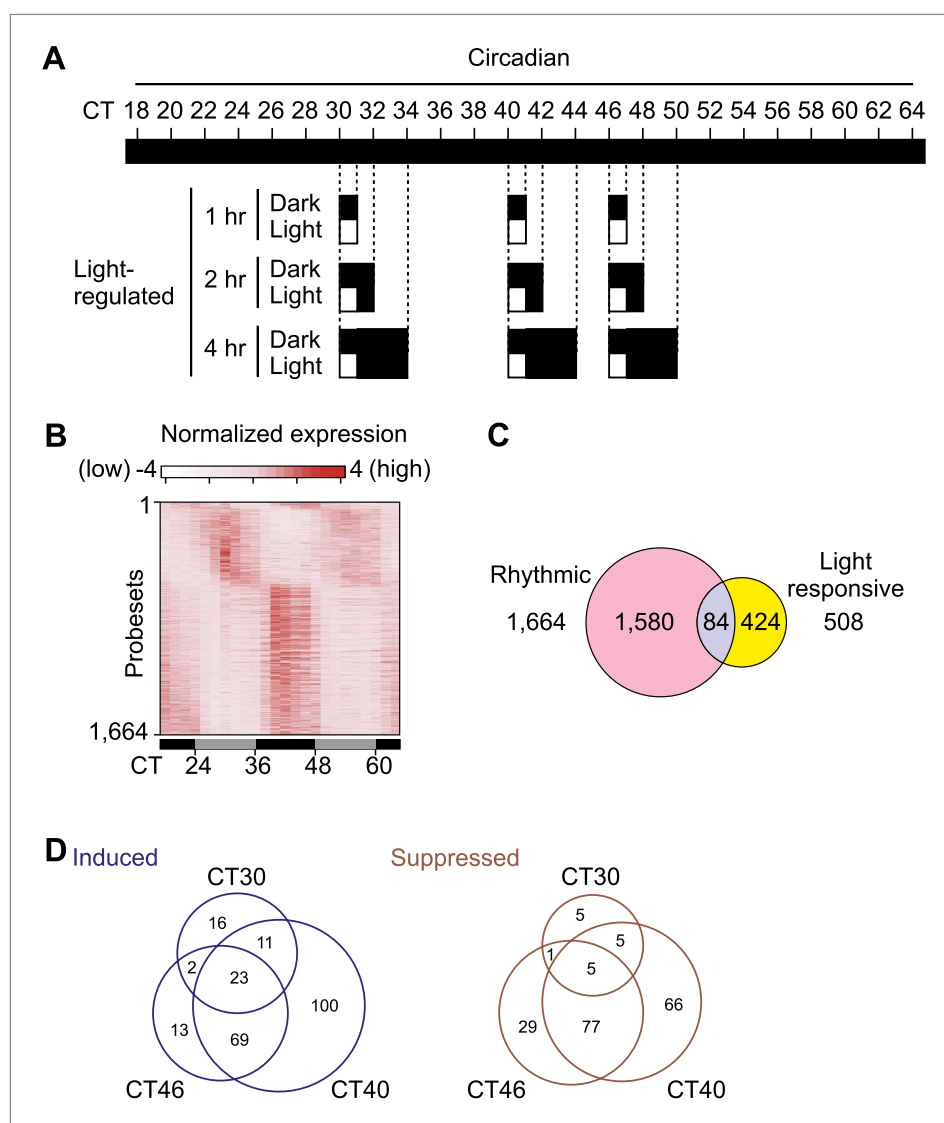 A
Circadian
CT 18 20 22 24 26 28 30 32 34 36 38 40 42 44 46 48 50 52 54 56 58 60 62 64
Light-
regulated
1 hr
Dark
Light
2 hr
Dark
Light
4 hr
Dark
Light
B
Normalized expression
(low) -4
4 (high)
1
Probesets
1,664
CT 24 36 48 60
C
Rhythmic
1,664
1,580
84
424
Light
responsive
508
D
Induced
CT30
16
11
2
23
100
13
69
CT46
CT40
Suppressed
CT30
5
5
1
5
66
29
77
CT46
CT40